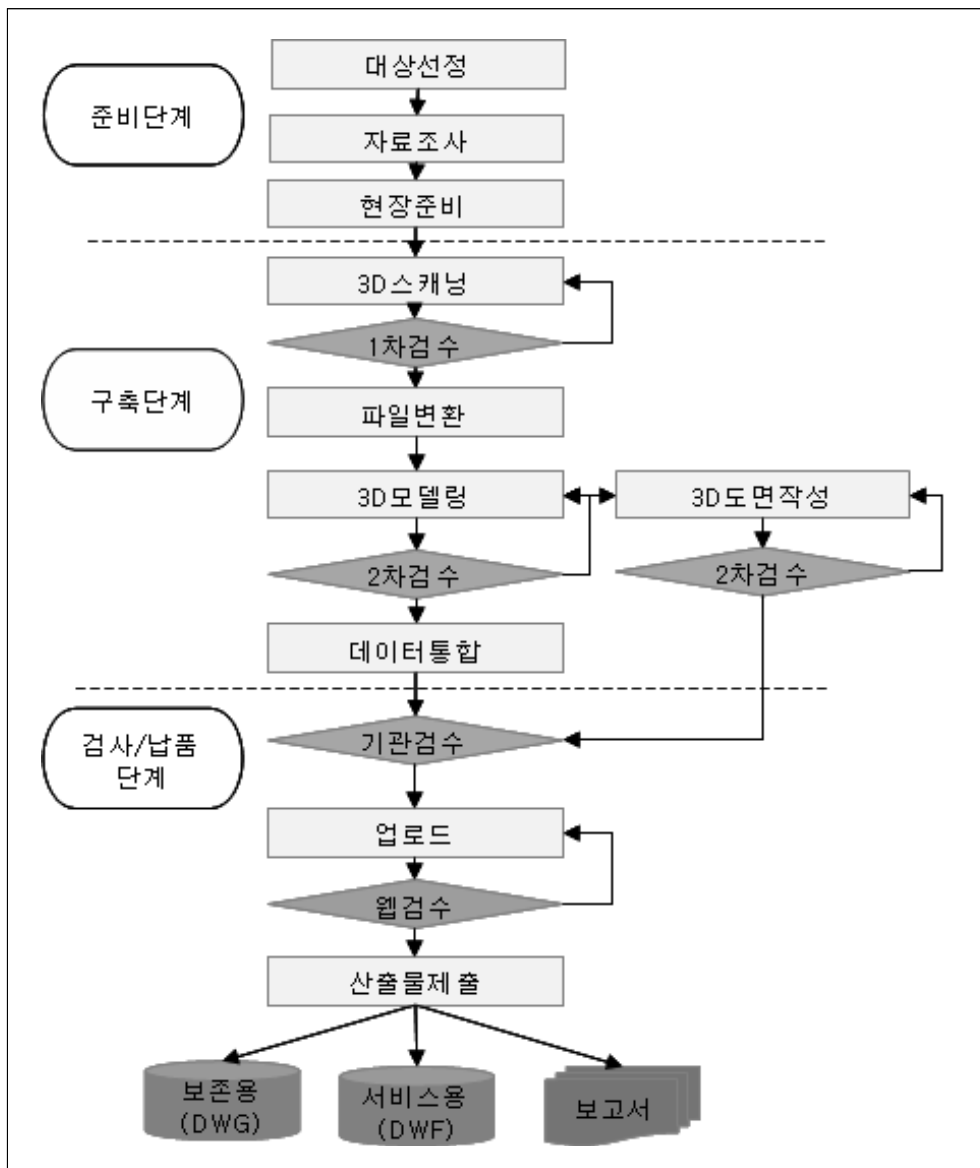 대상선정
준비단계
자료조사
현장준비
3D스캐닝
1차검수
구축단계
파일변환
3D모델링
3D도면작성
2차검수
2차검수
데이터통합
검사/납품
단계
기관검수
업로드
웹검수
산출물제출
보존용
(DWG)
서비스용
(DWF)
보고서